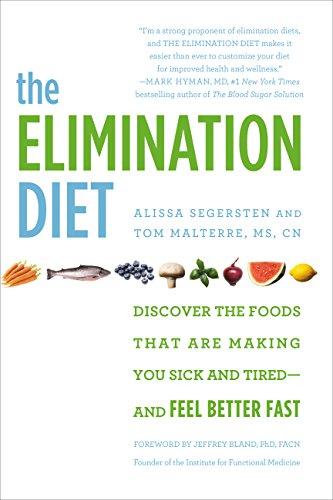 "I'm a strong proponent of elimination diets,
and THE ELIMINATION DIET makes it
easier than ever to customize your diet
for improved health and wellness."
—MARK HYMAN, MD, #1 New York Times
bestselling author of The Blood Sugar Solution
the
ELIMINATION
DIET
ALISSA SEGERSTEN AND
TOM MALTERRE, MS, CN
DISCOVER THE FOODS
THAT ARE MAKING
YOU SICK AND TIRED—
AND FEEL BETTER FAST
FOREWORD BY JEFFREY BLAND, PhD, FACN
Founder of the Institute for Functional Medicine